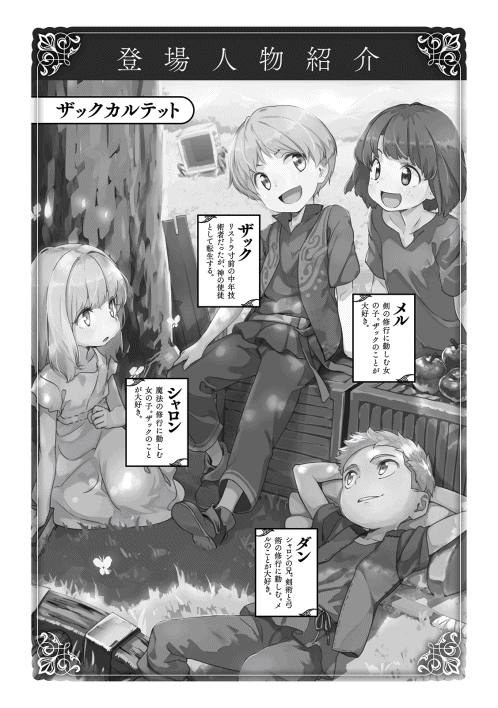 登場人物紹介
ザックカルテット
ザック
リストラ寸前の中年技
術者だったが、神の使徒
として転生する。
メル
剣の修行に勤しむ女
の子。ザックのことが
大好き。
シャロン
魔法の修行に勤しむ
女の子。ザックのこと
が大好き。
ダン
シャロンの兄。剣術と弓
術の修行に勤しむ。メ
ルのことが大好き。